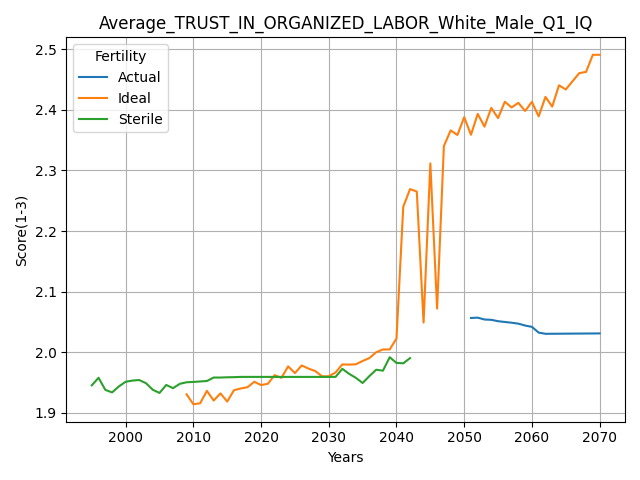 Average_TRUST_IN_ORGANIZED_LABOR_White_Male_Q1_IQ
Fertility
Actual
Ideal
Sterile
Score(1-3)
2.5
2.4
2.3
2.2
2.1
2.0
1.9
2000 2010 2020 2030 2040 2050 2060 2070
Years